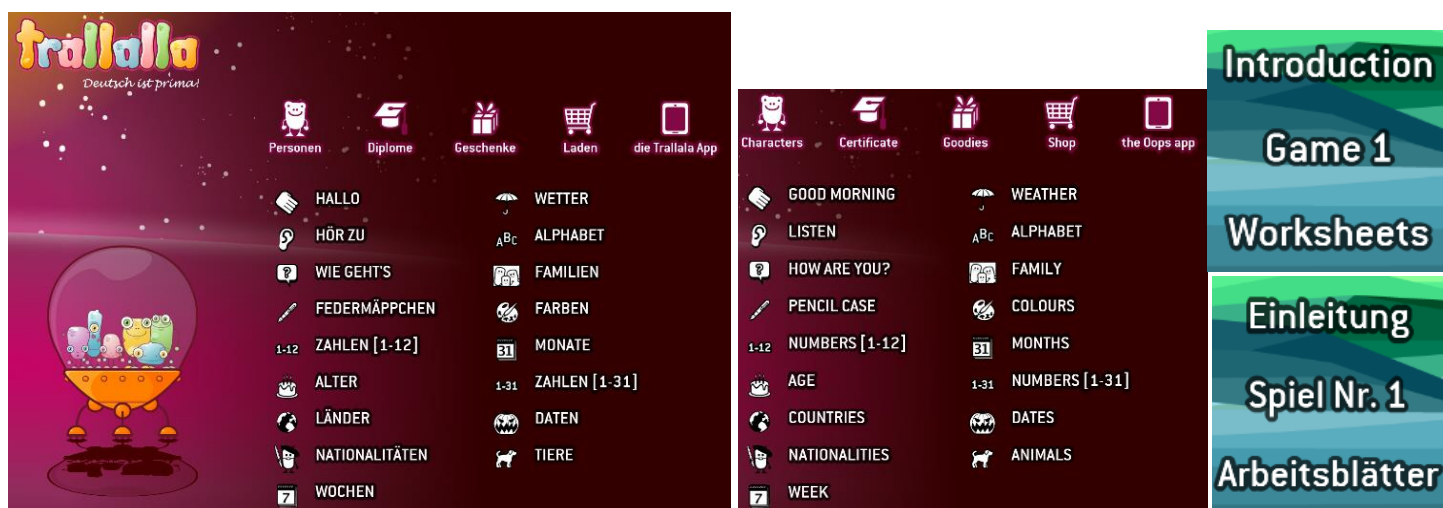 trallalla
Deutsch ist prima!
Personen
Diplome
Geschenke
Laden
die Trallala App
HALLO
HÖR ZU
WIE GEHT'S
FEDERMÄPPCHEN
1-12 ZAHLEN [1-12]
ALTER
LÄNDER
NATIONALITÄTEN
7 WOCHEN
WETTER
ABC ALPHABET
FAMILIEN
FARBEN
31 MONATE
1-31 ZAHLEN [1-31]
DATEN
TIERE
Characters
Certificate
Goodies
Shop
the Oops app
GOOD MORNING
LISTEN
? HOW ARE YOU?
PENCIL CASE
1-12 NUMBERS [1-12]
AGE
COUNTRIES
NATIONALITIES
7 WEEK
WEATHER
ABC ALPHABET
FAMILY
COLOURS
31 MONTHS
1-31 NUMBERS [1-31]
DATES
ANIMALS
Introduction
Game 1
Worksheets
Einleitung
Spiel Nr. 1
Arbeitsblätter